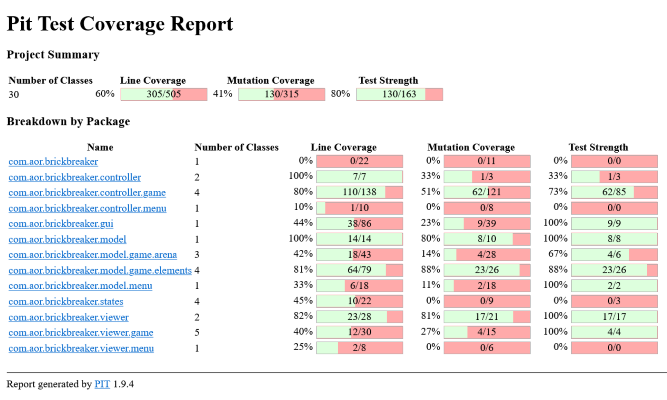 Pit Test Coverage Report
Project Summary
Number of Classes Line Coverage Mutation Coverage Test Strength
30 60% 305/505 41% 130/315 80% 130/163
Breakdown by Package
Name Number of Classes Line Coverage Mutation Coverage Test Strength
com.aor.brickbreaker 1 0% 0/22 0% 0/11 0% 0/0
com.aor.brickbreaker.controller 2 100% 7/7 33% 1/3 33% 1/3
com.aor.brickbreaker.controller.game 4 80% 110/138 51% 62/121 73% 62/85
com.aor.brickbreaker.controller.menu 1 10% 1/10 0% 0/8 0% 0/0
com.aor.brickbreaker.gui 1 44% 38/86 23% 9/39 100% 9/9
com.aor.brickbreaker.model 1 100% 14/14 80% 8/10 100% 8/8
com.aor.brickbreaker.model.game.arena 3 42% 18/43 14% 4/28 67% 4/6
com.aor.brickbreaker.model.game.elements 4 81% 64/79 88% 23/26 88% 23/26
com.aor.brickbreaker.model.menu 1 33% 6/18 11% 2/18 100% 2/2
com.aor.brickbreaker.states 4 45% 10/22 0% 0/9 0% 0/3
com.aor.brickbreaker.viewer 2 82% 23/28 81% 17/21 100% 17/17
com.aor.brickbreaker.viewer.game 5 40% 12/30 27% 4/15 100% 4/4
com.aor.brickbreaker.viewer.menu 1 25% 2/8 0% 0/6 0% 0/0
Report generated by PIT 1.9.4